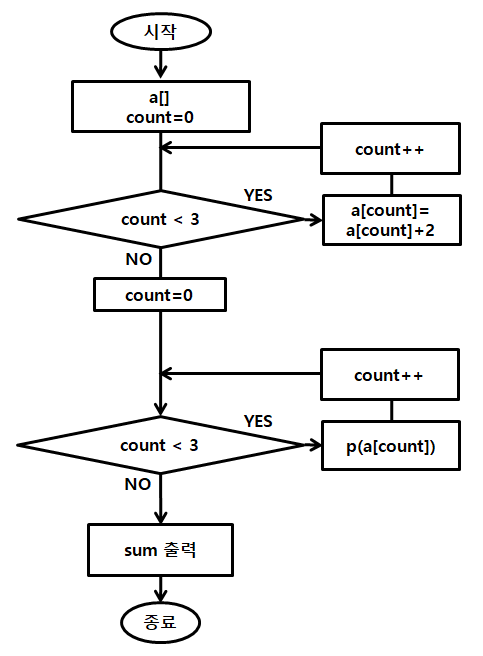 시작
a[]
count=0
count++
YES
count < 3
a[count]=
a[count]+2
NO
count=0
count++
YES
count < 3
p(a[count])
NO
sum 출력
종료